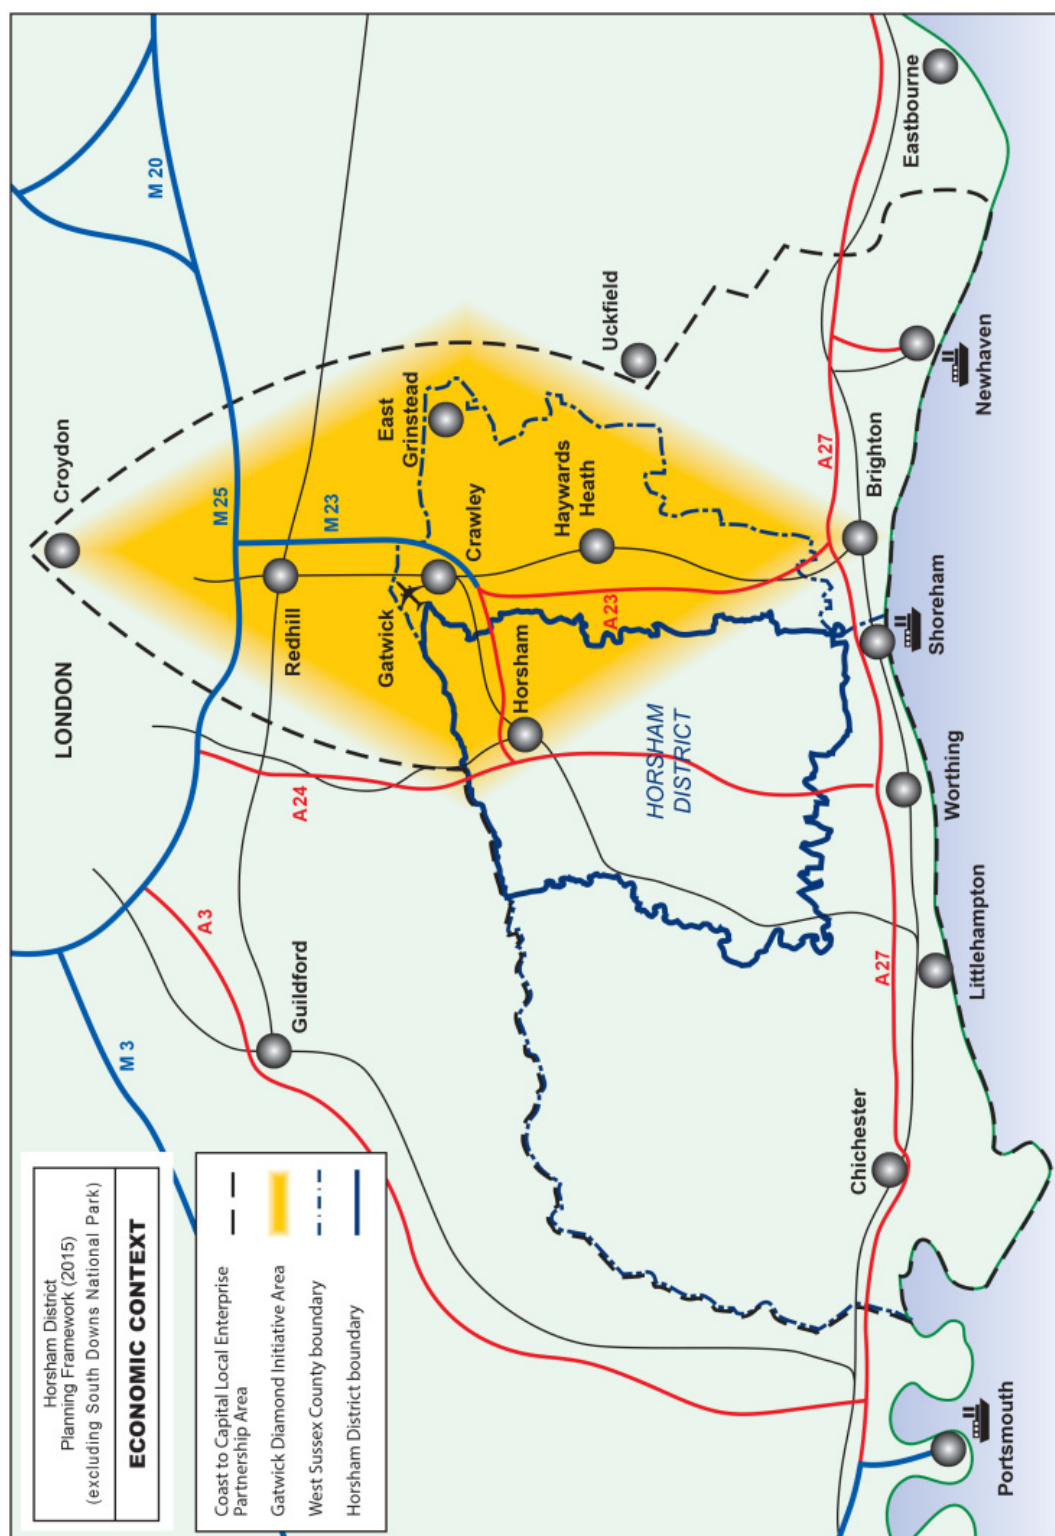 Horsham District
Planning Framework (2015)
(excluding South Downs National Park)
ECONOMIC CONTEXT
Coast to Capital Local Enterprise
Partnership Area
Gatwick Diamond Initiative Area
West Sussex County boundary
Horsham District boundary
LONDON
Croydon
M 20
M25
M 3
A3
A24
M23
Redhill
Guildford
Gatwick
Crawley
East
Grinstead
Horsham
Haywards
Heath
Uckfield
A23
HORSHAM
DISTRICT
A27
A27
Chichester
Brighton
Eastbourne
Portsmouth
Littlehampton
Worthing
Shoreham
Newhaven